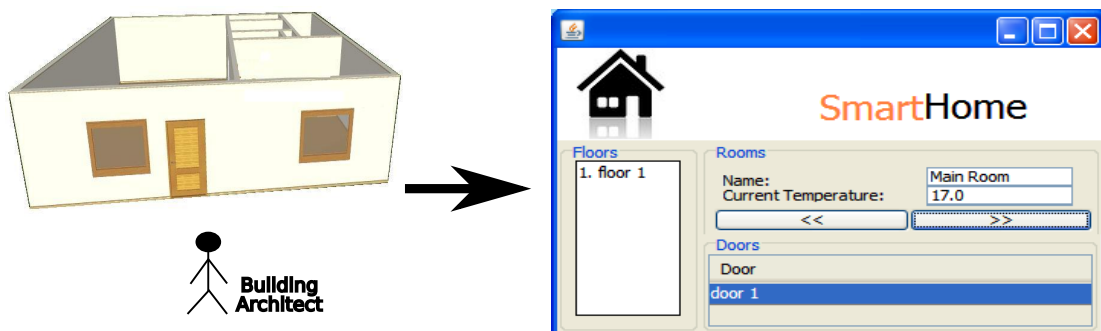 Building
Architect
SmartHome
Floors
1. floor 1
Rooms
Name:
Main Room
Current Temperature:
17.0
<<
>>
Doors
Door
door 1